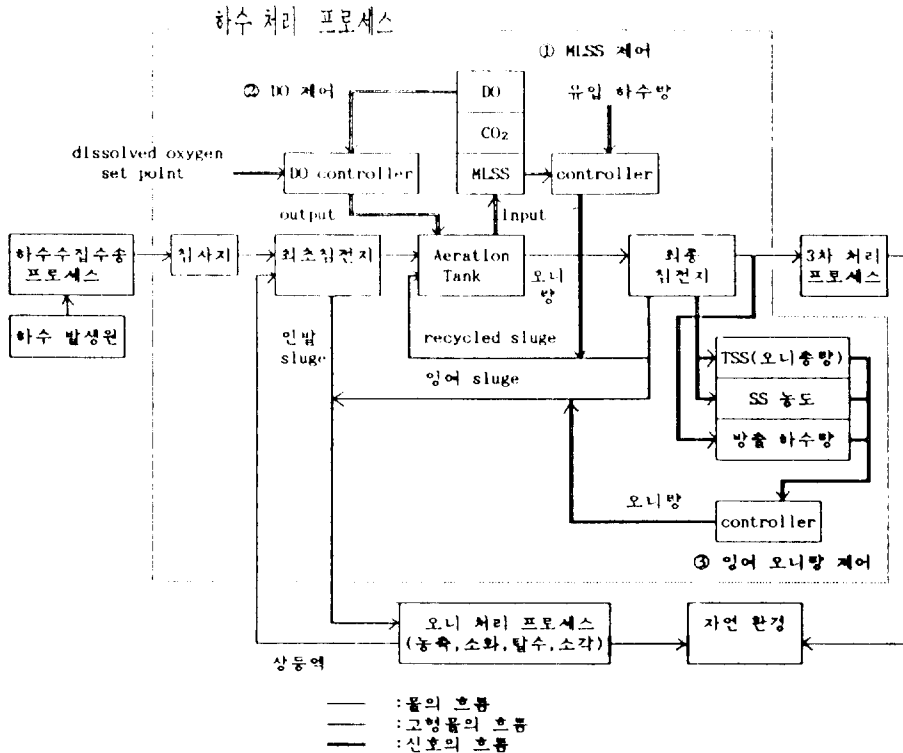 하수 처리 프로세스
① MLSS 제어
② DO 제어
DO
유입 하수량
CO₂
dissolved oxygen
set point
DO controller
MLSS
controller
output
Input
하수수집수송
프로세스
침사지
최초침전지
Aeration
Tank
오니
량
최종
침전지
3차 처리
프로세스
하수 발생원
인발
sluge
recycled sluge
잉여 sluge
TSS(오니총량)
SS 농도
방출 하수량
오니량
controller
③ 잉여 오니량 제어
오니 처리 프로세스
(농축,소화,탈수,소각)
자연 환경
상등액
:물의 흐름
:고형물의 흐름
:신호의 흐름